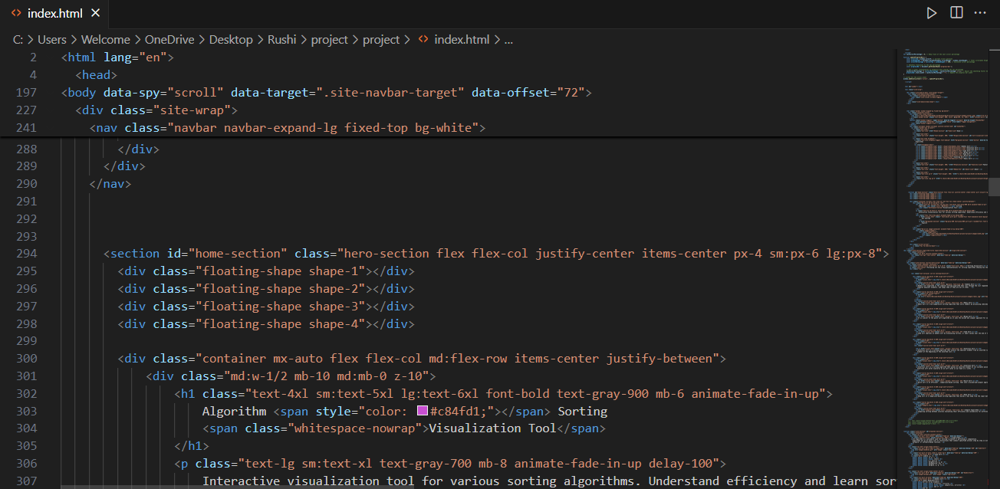 index.html
C: > Users > Welcome > OneDrive > Desktop > Rushi > project > project > index.html > ...
2 <html lang="en">
4 <head>
197 <body data-spy="scroll" data-target=".site-navbar-target" data-offset="72">
227 <div class="site-wrap">
241 <nav class="navbar navbar-expand-lg fixed-top bg-white">
288 </div>
289 </div>
290 </nav>
291
292
293
294 <section id="home-section" class="hero-section flex flex-col justify-center items-center px-4 sm:px-6 lg:px-8">
295 <div class="floating-shape shape-1"></div>
296 <div class="floating-shape shape-2"></div>
297 <div class="floating-shape shape-3"></div>
298 <div class="floating-shape shape-4"></div>
299
300 <div class="container mx-auto flex flex-col md:flex-row items-center justify-between">
301 <div class="md:w-1/2 mb-10 md:mb-0 z-10">
302 <h1 class="text-4xl sm:text-5xl lg:text-6xl font-bold text-gray-900 mb-6 animate-fade-in-up">
303 Algorithm <span style="color: #c84fd1;"></span> Sorting
304 <span class="whitespace-nowrap">Visualization Tool</span>
305 </h1>
306 <p class="text-lg sm:text-xl text-gray-700 mb-8 animate-fade-in-up delay-100">
307 Interactive visualization tool for various sorting algorithms. Understand efficiency and learn sor